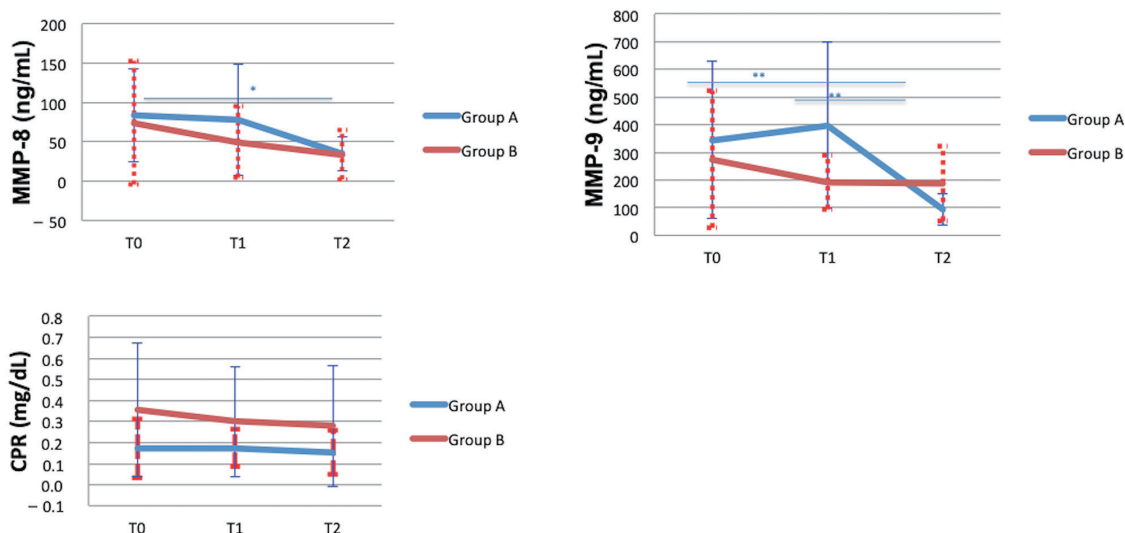 MMP-8 (ng/mL)
200
150
100
50
0
– 50
*
T0
T1
T2
Group A
Group B
MMP-9 (ng/mL)
800
700
600
500
400
300
200
100
0
**
**
T0
T1
T2
Group A
Group B
CPR (mg/dL)
0.8
0.7
0.6
0.5
0.4
0.3
0.2
0.1
0.0
– 0.1
T0
T1
T2
Group A
Group B